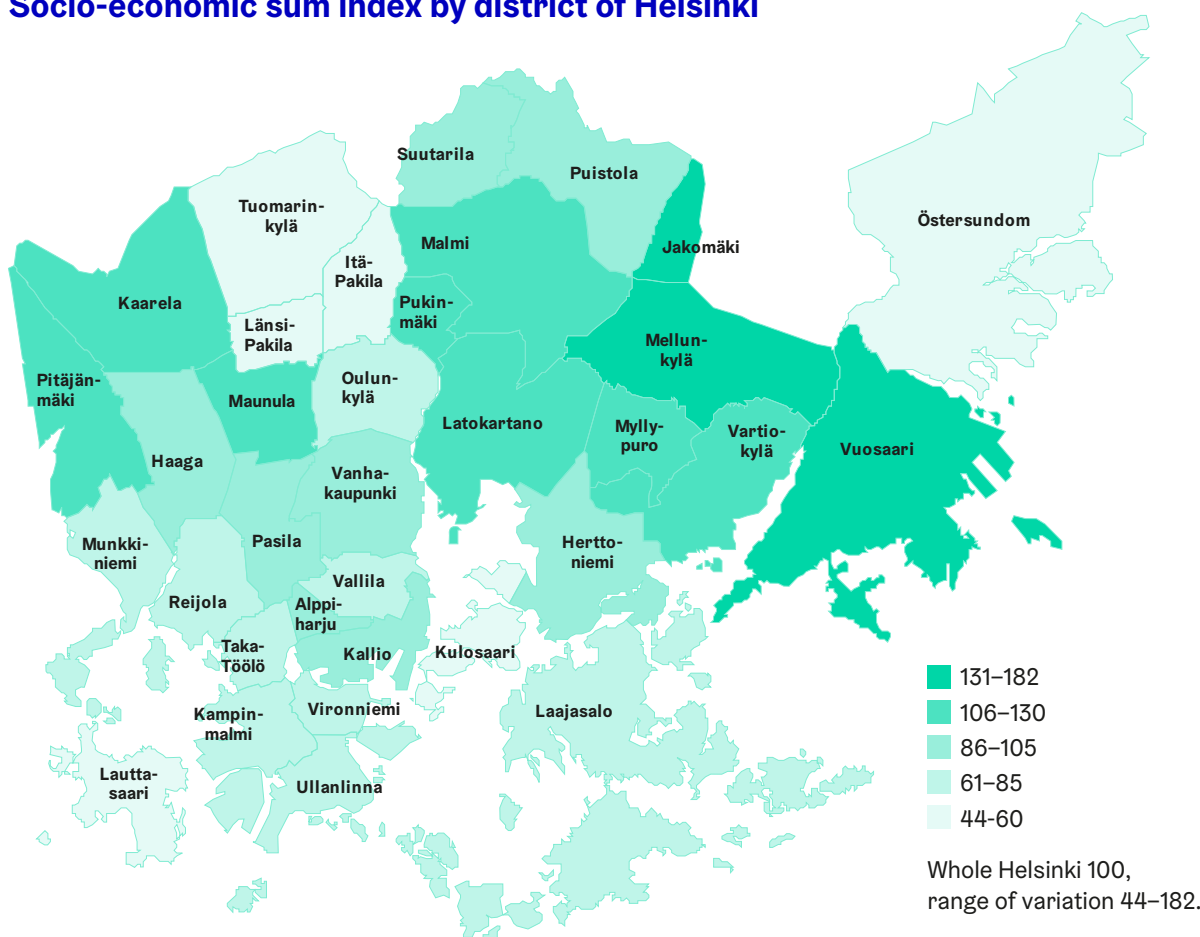 Socio-economic sum index by district of Helsinki
Suutarila
Puistola
Tuomarin-
kylä
Östersundom
Malmi
Jakomäki
Itä-
Pakila
Kaarela
Pukin-
mäki
Länsi-
Pakila
Mellun-
kylä
Pitäjän-
mäki
Oulun-
kylä
Maunula
Latokartano
Mylly-
puro
Vartio-
kylä
Vuosaari
Haaga
Vanha-
kaupunki
Munkki-
niemi
Pasila
Hertto-
niemi
Vallila
Reijola
Alppi-
harju
Taka-
Töölö
Kallio
Kulosaari
Kampin-
malmi
Vironniemi
Laajasalo
Lautta-
saari
Ullanlinna
131–182
106–130
86–105
61–85
44-60
Whole Helsinki 100,
range of variation 44–182.